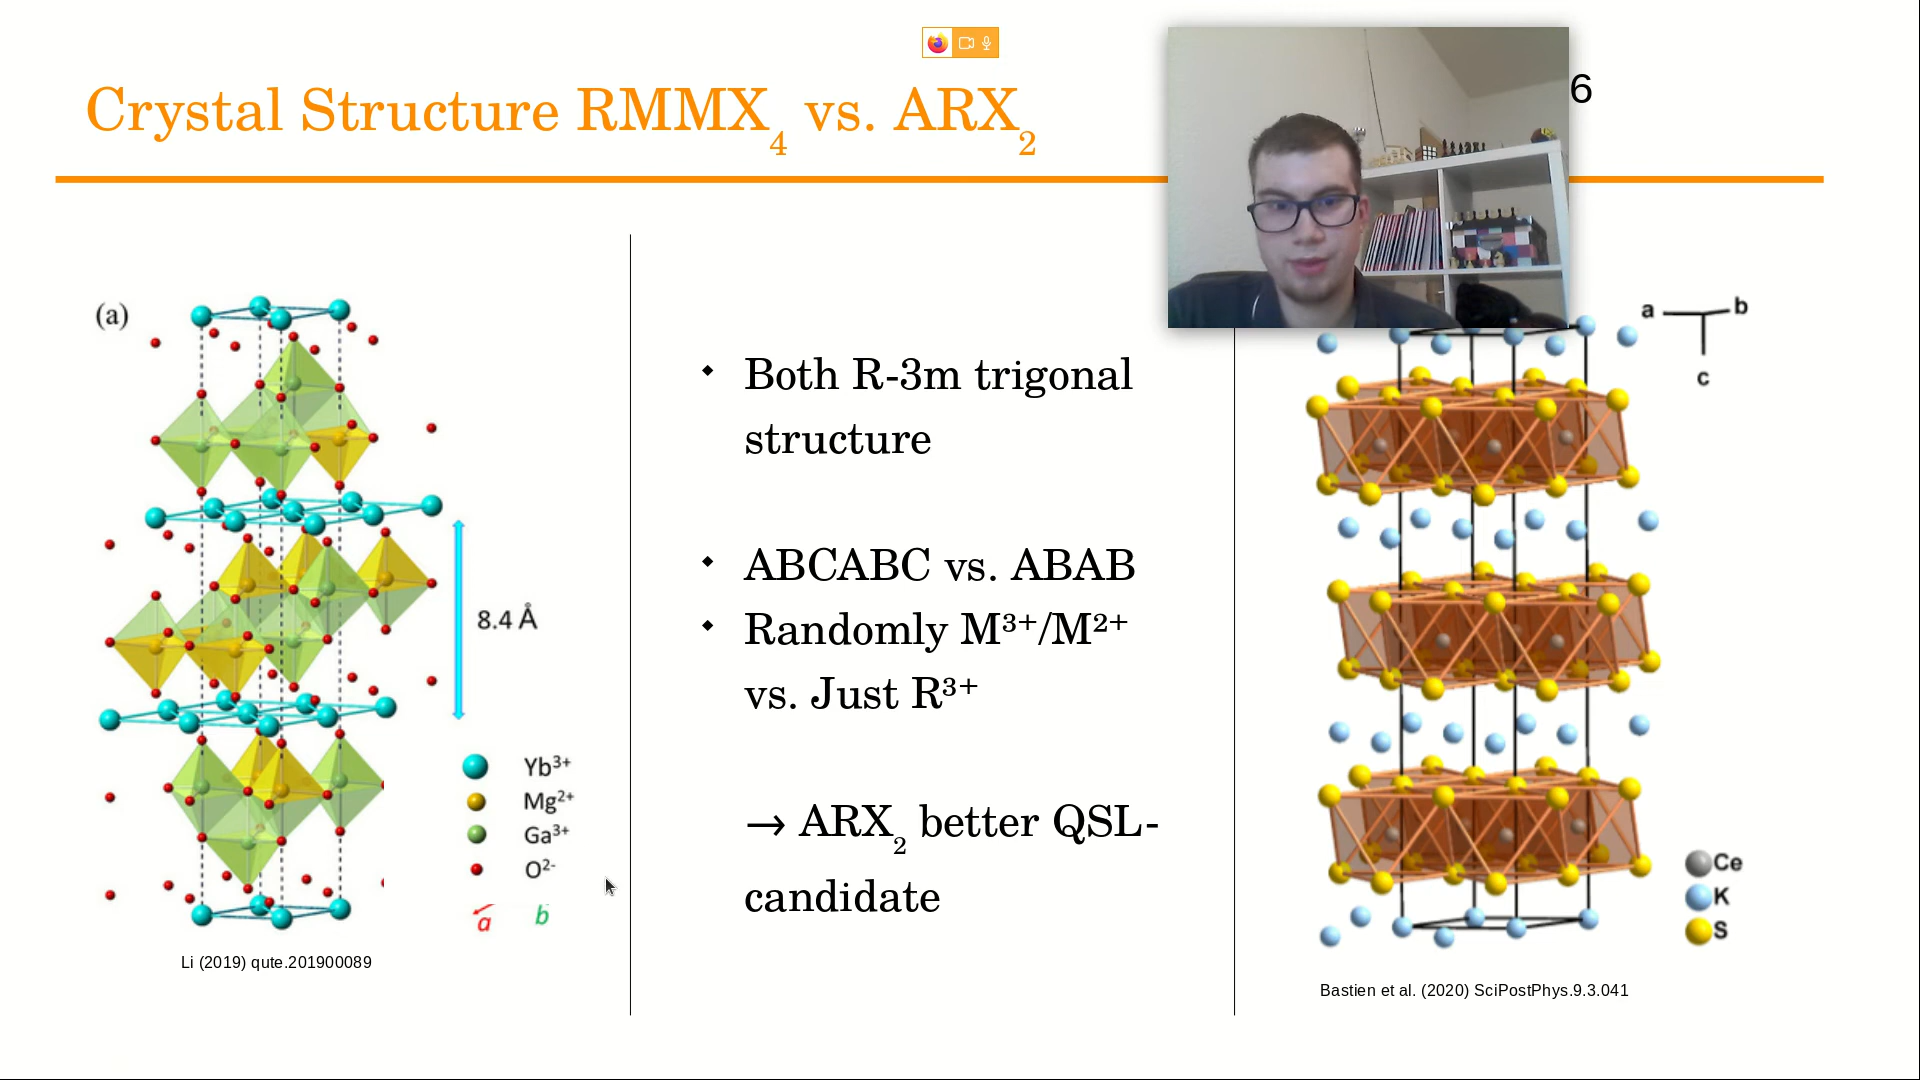 Crystal Structure RMMX₄ vs. ARX₂
6
(a)
8.4 Å
Yb³⁺
Mg²⁺
Ga³⁺
O²⁻
a b
Li (2019) qute.201900089
Both R-3m trigonal
structure
ABCABC vs. ABAB
Randomly M³⁺/M²⁺
vs. Just R³⁺
→ ARX₂ better QSL-
candidate
a b
c
Ce
K
S
Bastien et al. (2020) SciPostPhys.9.3.041